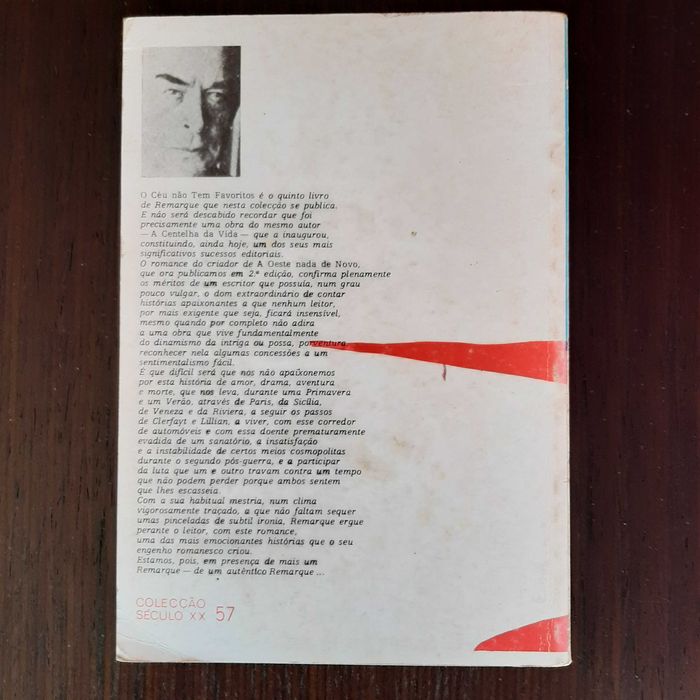 O Céu não Tem Favoritos é o quinto livro
de Remarque que nesta colecção se publica.
E não será descabido recordar que foi
precisamente uma obra do mesmo autor
— A Centelha da Vida — que a inaugurou,
constituindo, ainda hoje, um dos seus mais
significativos sucessos editoriais.
O romance do criador de A Oeste nada de Novo,
que ora publicamos em 2.ª edição, confirma plenamente
os méritos de um escritor que possuía, num grau
pouco vulgar, o dom extraordinário de contar
histórias apaixonantes a que nenhum leitor,
por mais exigente que seja, ficará insensível,
mesmo quando por completo não adira
a uma obra que vive fundamentalmente
do dinamismo da intriga ou possa, porventura,
reconhecer nela algumas concessões a um
sentimentalismo fácil.
É que difícil será que nos não apaixonemos
por esta história de amor, drama, aventura
e morte, que nos leva, durante uma Primavera
e um Verão, através de Paris, da Sicília,
de Veneza e da Riviera, a seguir os passos
de Clerfayt e Lillian, a viver, com esse corredor
de automóveis e com essa doente prematuramente
evadida de um sanatório, a insatisfação
e a instabilidade de certos meios cosmopolitas
durante o segundo pós-guerra, e a participar
da luta que um e outro travam contra um tempo
que não podem perder porque ambos sentem
que lhes escasseia.
Com a sua habitual mestria, num clima
vigorosamente traçado, a que não faltam sequer
umas pinceladas de subtil ironia, Remarque ergue
perante o leitor, com este romance,
uma das mais emocionantes histórias que o seu
engenho romanesco criou.
Estamos, pois, em presença de mais um
Remarque — de um autêntico Remarque ...
COLECÇÃO
SÉCULO XX 57